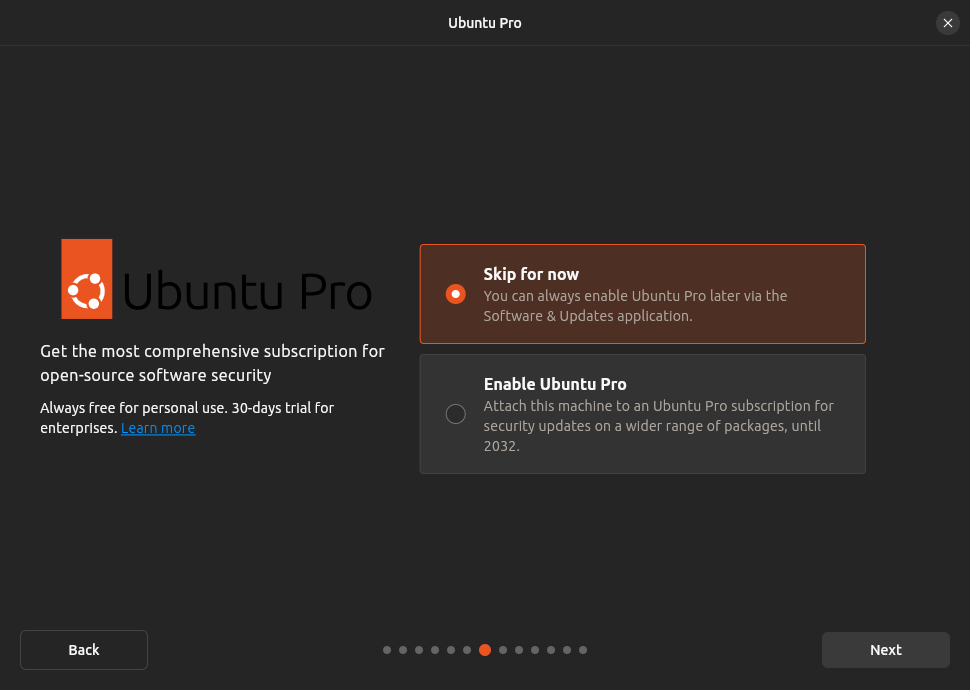 Ubuntu Pro
Ubuntu Pro
Get the most comprehensive subscription for
open-source software security
Always free for personal use. 30-days trial for
enterprises. Learn more
Skip for now
You can always enable Ubuntu Pro later via the
Software & Updates application.
Enable Ubuntu Pro
Attach this machine to an Ubuntu Pro subscription for
security updates on a wider range of packages, until
2032.
Back
Next